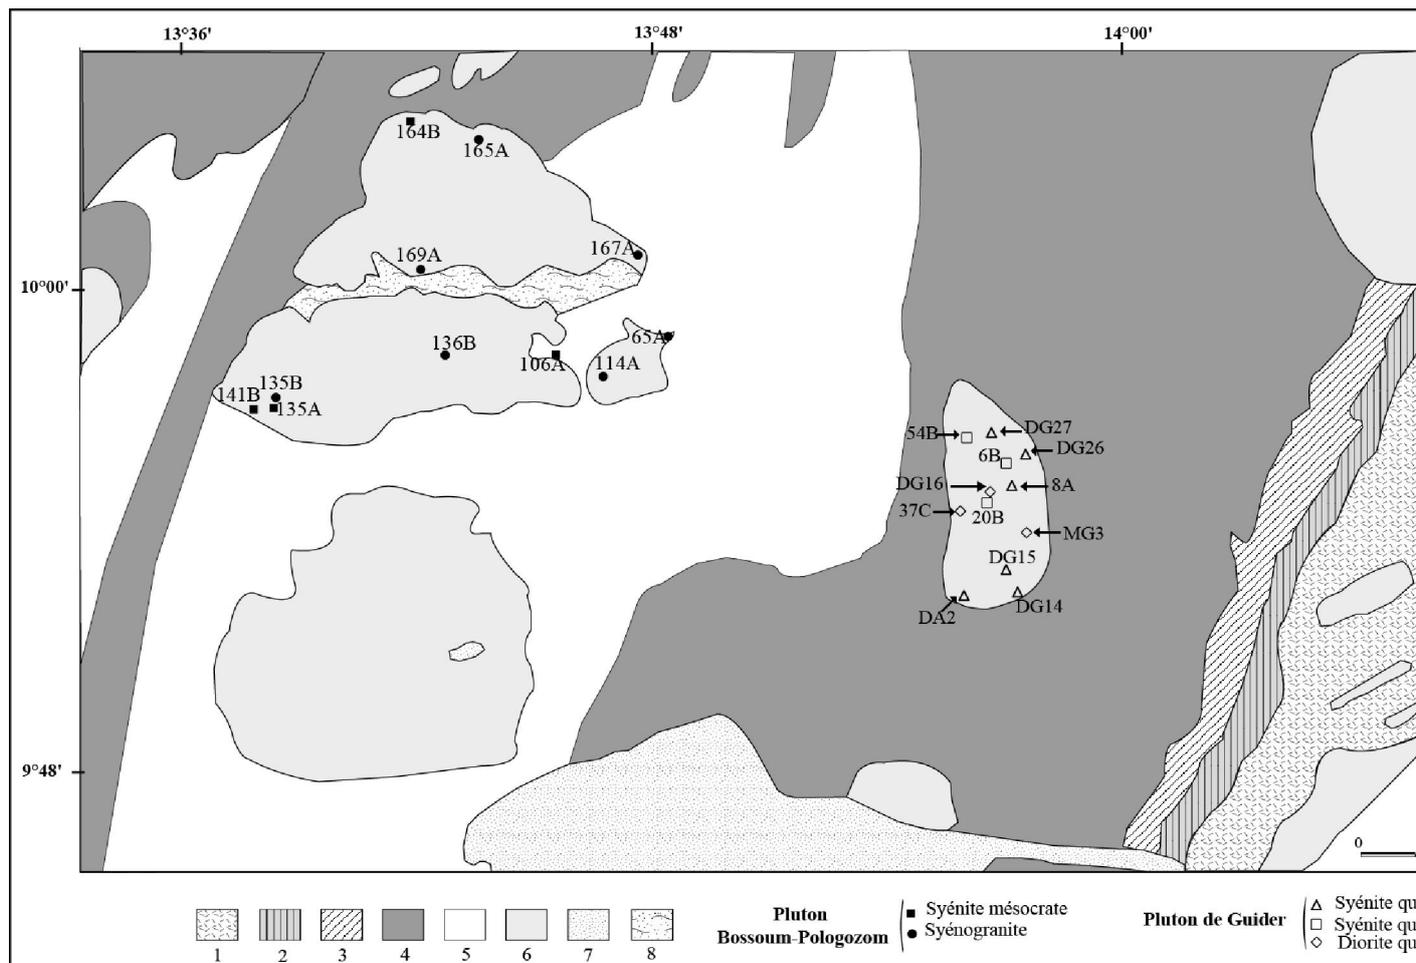 13°36' 13°48' 14°00'
164B
165A
169A 167A
10°00'
136B 65A
106A 114A
141B 135B
135A
54B DG27
6B DG26
DG16 8A
37C 20B
MG3
DG15
DA2 DG14
9°48'
0
1 2 3 4 5 6 7 8
Pluton
Bossoum-Pologozom
Syénite mésocrate
Syénogranite
Pluton de Guider
Syénite qu
Syénite qu
Diorite qu